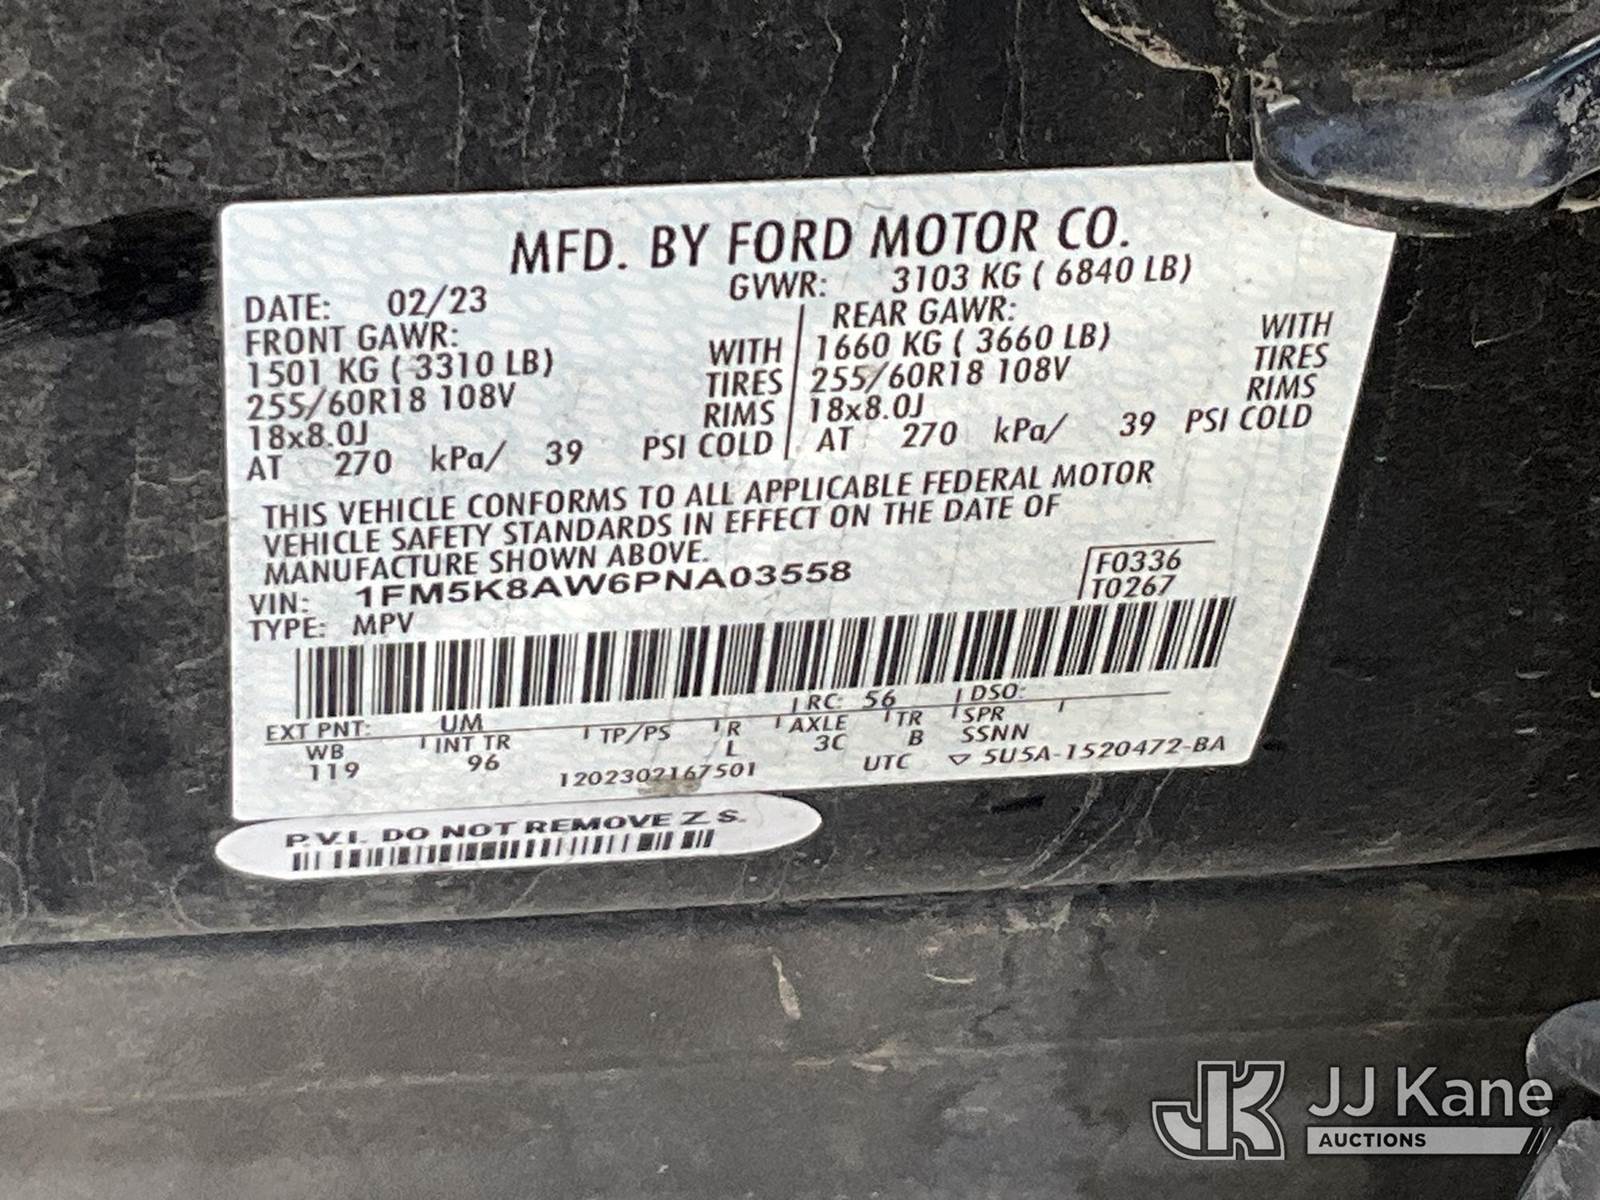 MFD. BY FORD MOTOR CO.
DATE: 02/23 GVWR: 3103 KG ( 6840 LB)
FRONT GAWR: REAR GAWR:
1501 KG ( 3310 LB) WITH 1660 KG ( 3660 LB) WITH
255/60R18 108V TIRES 255/60R18 108V TIRES
18x8.0J RIMS 18x8.0J RIMS
AT 270 kPa/ 39 PSI COLD AT 270 kPa/ 39 PSI COLD
THIS VEHICLE CONFORMS TO ALL APPLICABLE FEDERAL MOTOR
VEHICLE SAFETY STANDARDS IN EFFECT ON THE DATE OF
MANUFACTURE SHOWN ABOVE.
VIN: 1FM5K8AW6PNA03558 F0336
TYPE: MPV T0267
EXT PNT: UM RC: 56 DSO:
WB INT TR TP/PS R AXLE TR SPR
119 96 L 3C B SSNN
1202302167501 UTC ▽ 5U5A-1520472-BA
P.V.I. DO NOT REMOVE Z S.
JK JJ Kane
AUCTIONS